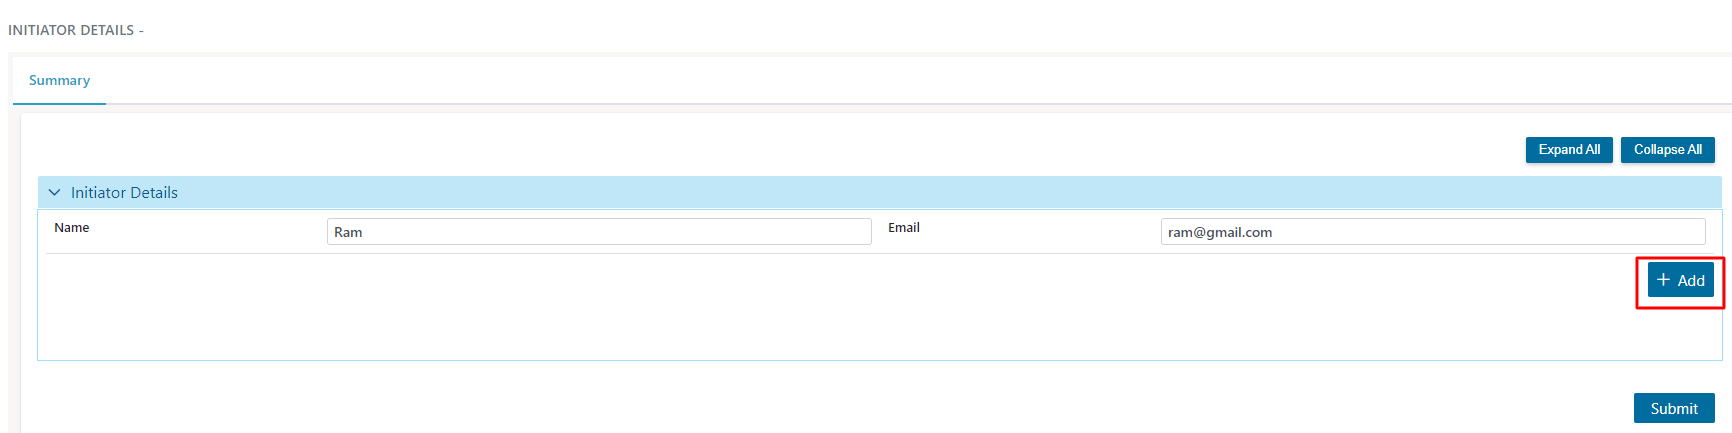 INITIATOR DETAILS -
Summary
Expand All Collapse All
Initiator Details
Name Ram Email ram@gmail.com
+ Add
Submit